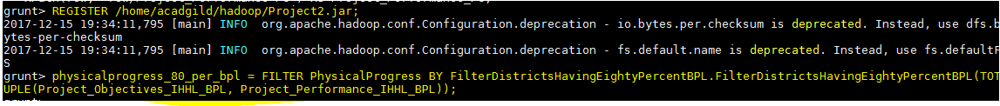 grunt> REGISTER /home/acadgild/hadoop/Project2.jar;
2017-12-15 19:34:11,795 [main] INFO  org.apache.hadoop.conf.Configuration.deprecation - io.bytes.per.checksum is deprecated. Instead, use dfs.b
ytes-per-checksum
2017-12-15 19:34:11,795 [main] INFO  org.apache.hadoop.conf.Configuration.deprecation - fs.default.name is deprecated. Instead, use fs.defaultF
S
grunt> physicalprogress_80_per_bpl = FILTER PhysicalProgress BY FilterDistrictsHavingEightyPercentBPL.FilterDistrictsHavingEightyPercentBPL(TOT
UPLE(Project_Objectives_IHHL_BPL, Project_Performance_IHHL_BPL));